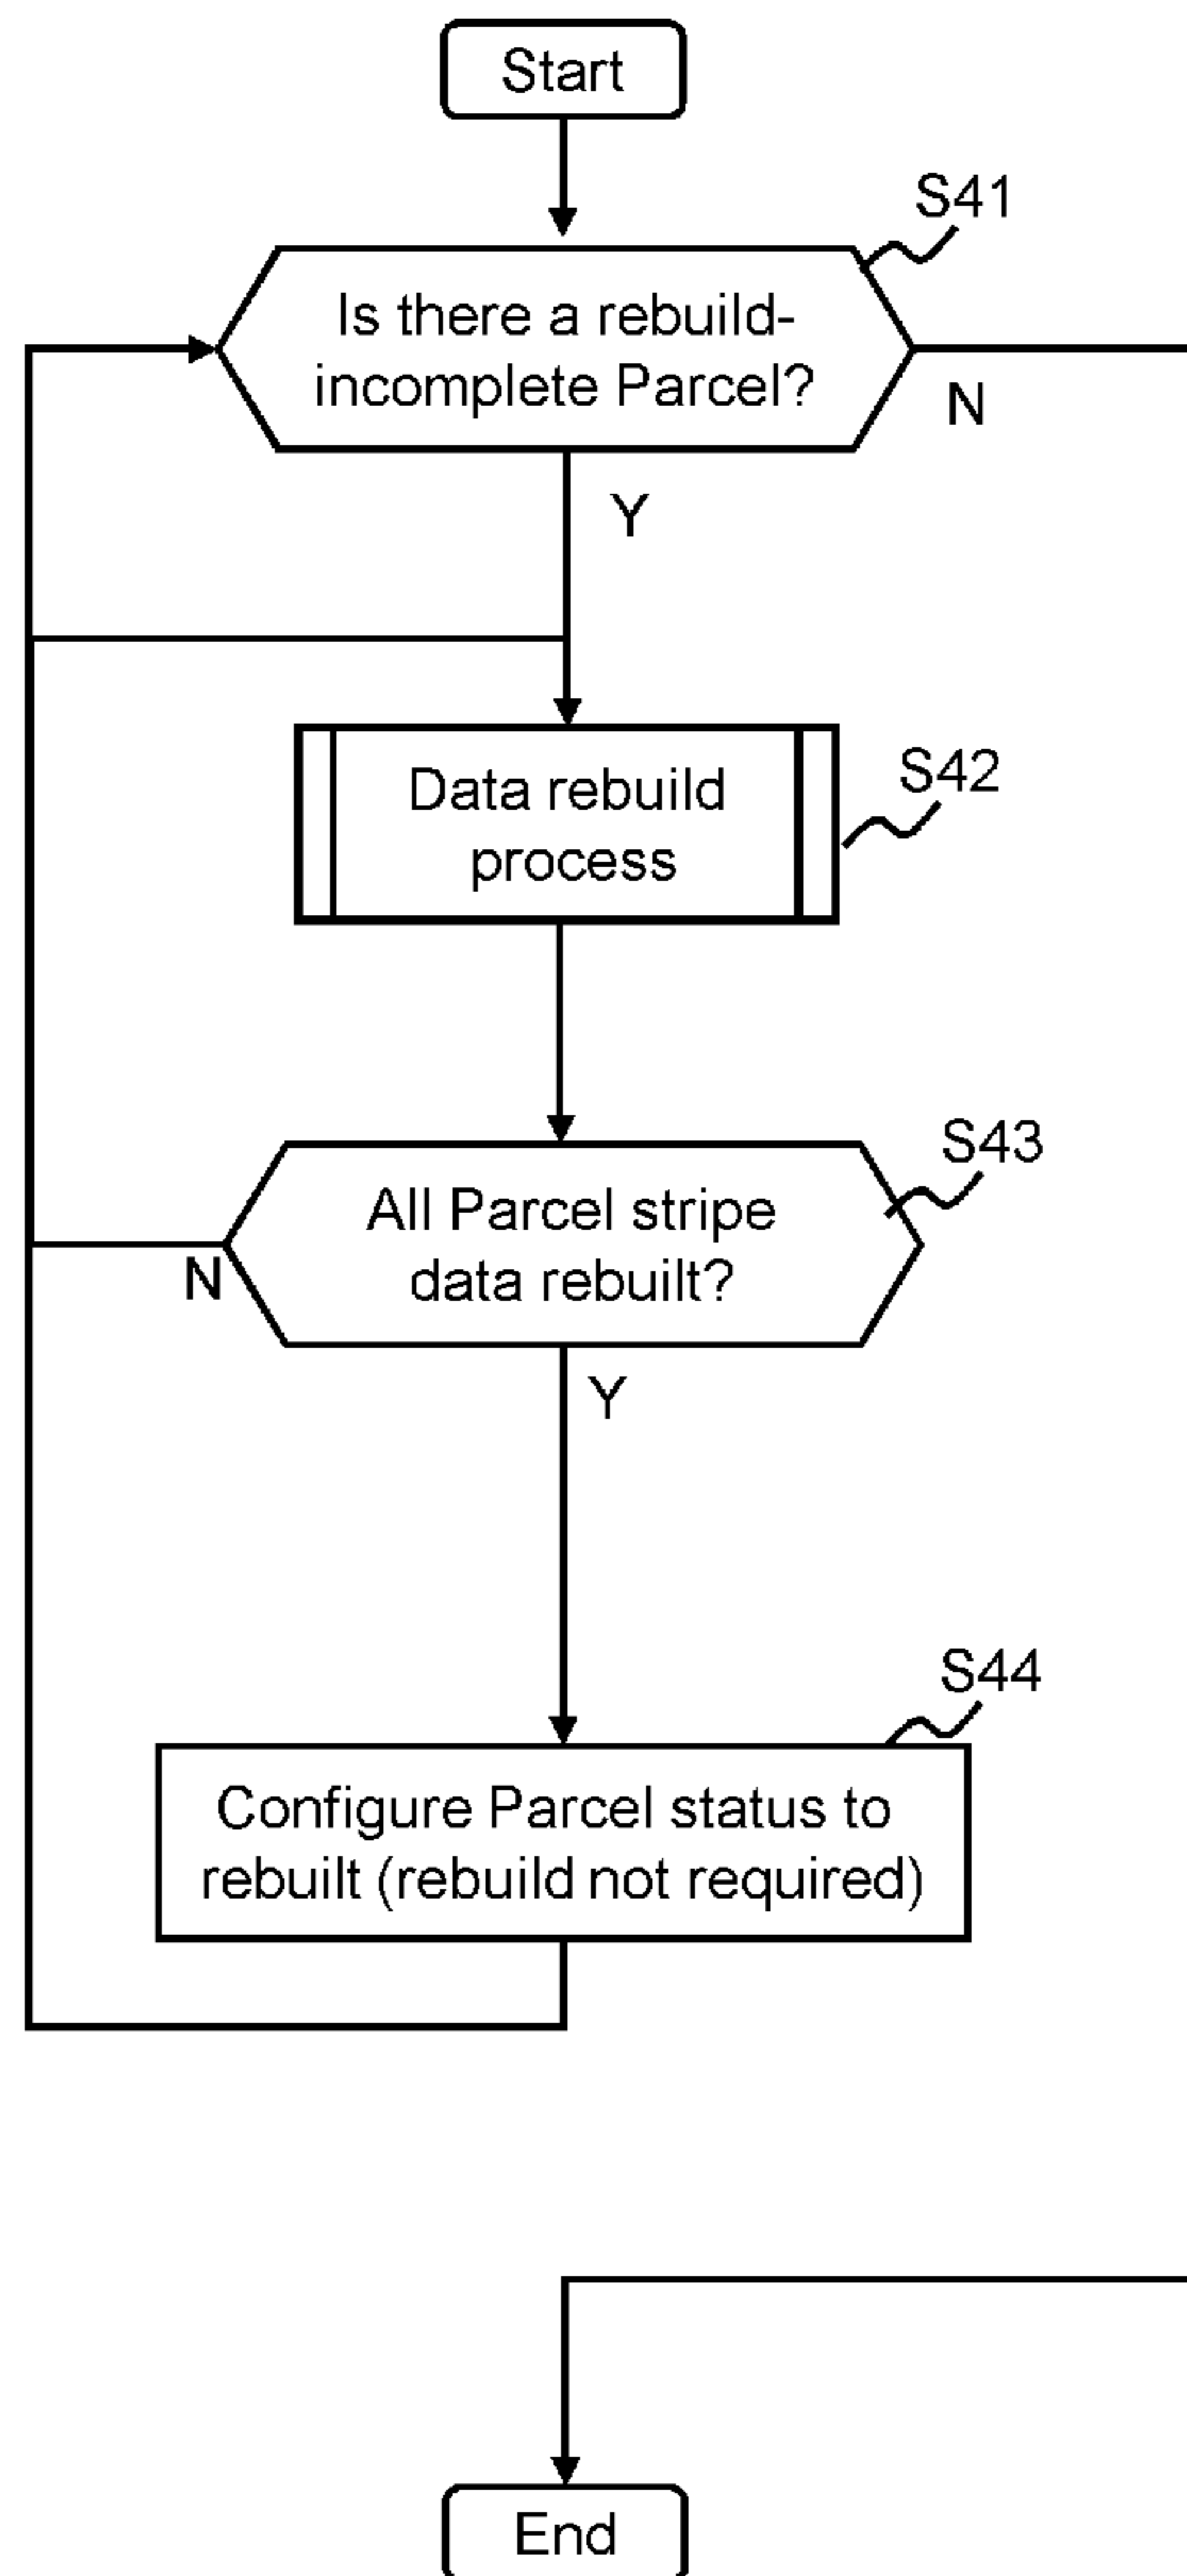 Start
S41
Is there a rebuild-
incomplete Parcel?
N
Y
S42
Data rebuild
process
S43
All Parcel stripe
data rebuilt?
N
Y
S44
Configure Parcel status to
rebuilt (rebuild not required)
End